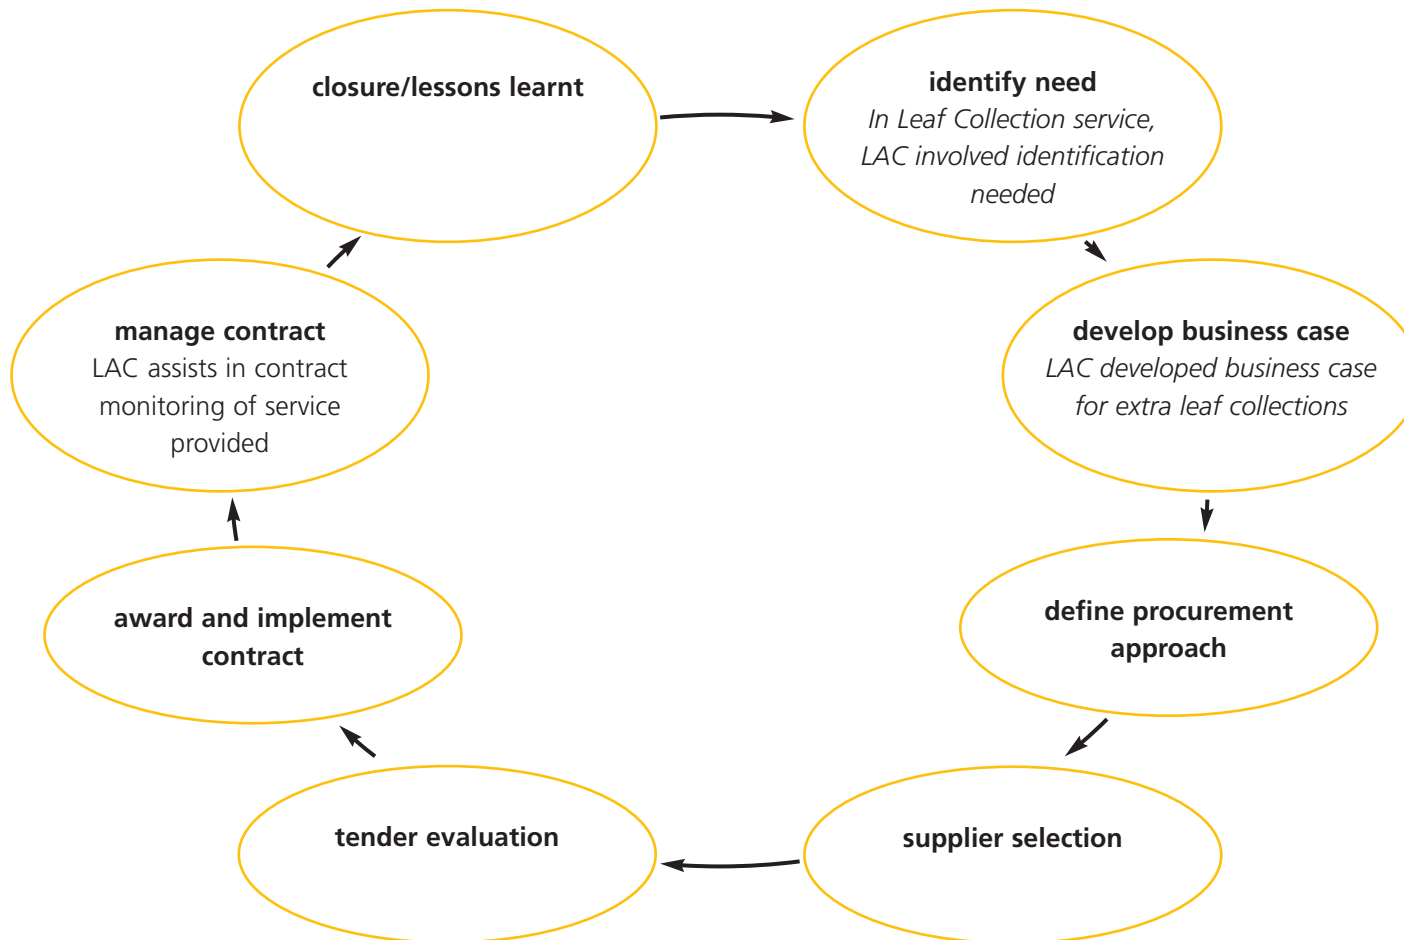 closure/lessons learnt
identify need
In Leaf Collection service,
LAC involved identification
needed
develop business case
LAC developed business case
for extra leaf collections
define procurement
approach
supplier selection
tender evaluation
award and implement
contract
manage contract
LAC assists in contract
monitoring of service
provided